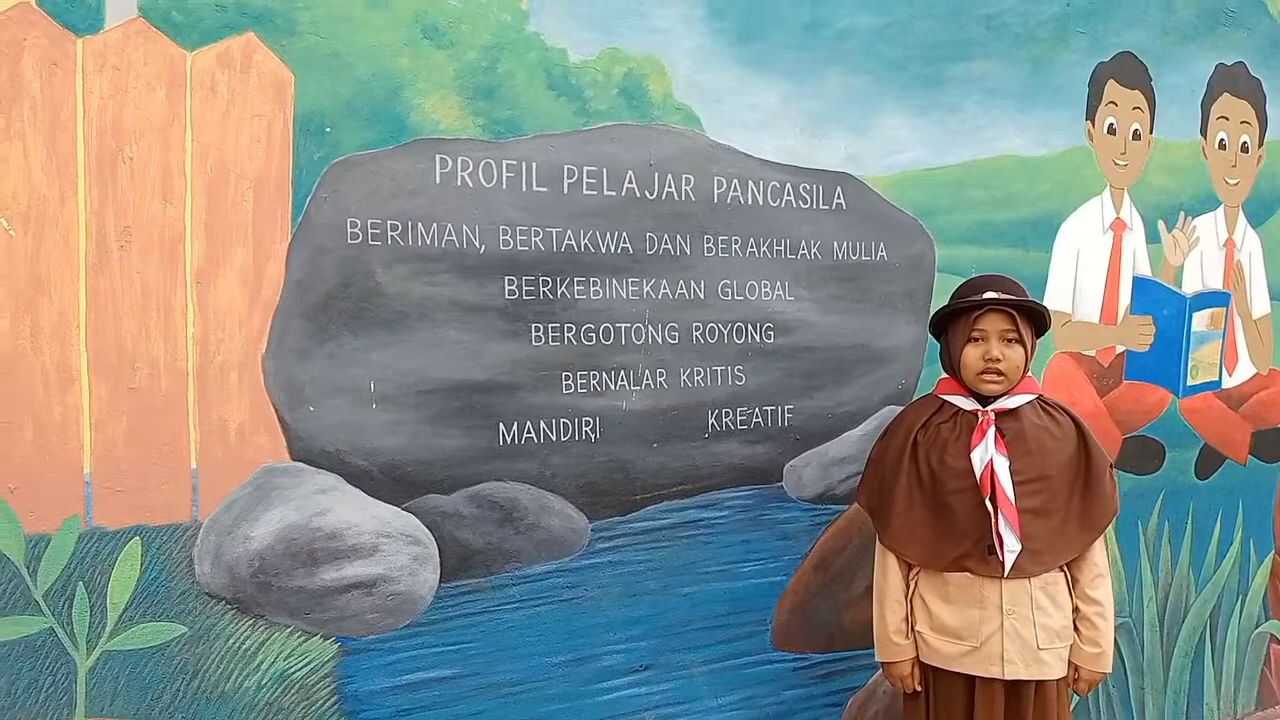 PROFIL PELAJAR PANCASILA
BERIMAN, BERTAKWA DAN BERAKHLAK MULIA
BERKEBINEKAAN GLOBAL
BERGOTONG ROYONG
BERNALAR KRITIS
MANDIRI KREATIF